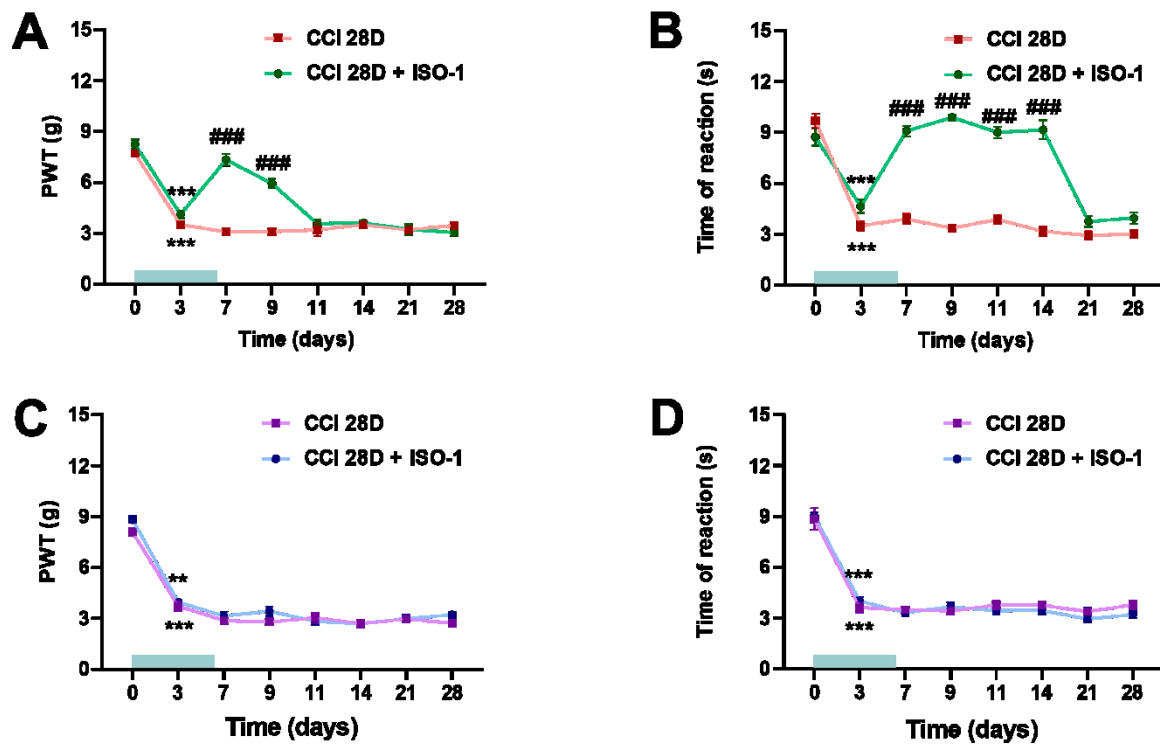 A
CCI 28D
CCI 28D + ISO-1
PWT (g)
15
12
9
6
3
0
***
***
###
###
0 3 7 9 11 14 21 28
Time (days)
B
CCI 28D
CCI 28D + ISO-1
Time of reaction (s)
15
12
9
6
3
0
***
***
###
###
###
###
0 3 7 9 11 14 21 28
Time (days)
C
CCI 28D
CCI 28D + ISO-1
PWT (g)
15
12
9
6
3
0
**
***
0 3 7 9 11 14 21 28
Time (days)
D
CCI 28D
CCI 28D + ISO-1
Time of reaction (s)
15
12
9
6
3
0
***
***
0 3 7 9 11 14 21 28
Time (days)